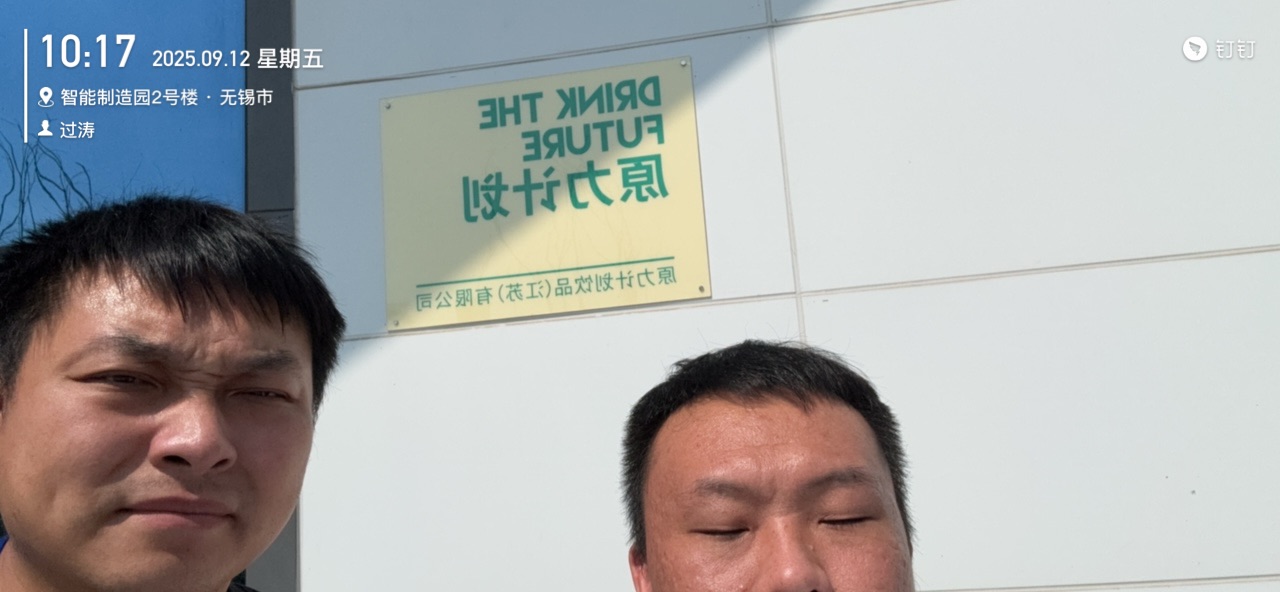 10:17 2025.09.12 星期五
智能制造园2号楼 · 无锡市
过涛
钉钉
DRINK THE
FUTURE
原力计划
原力计划饮品(江苏)有限公司